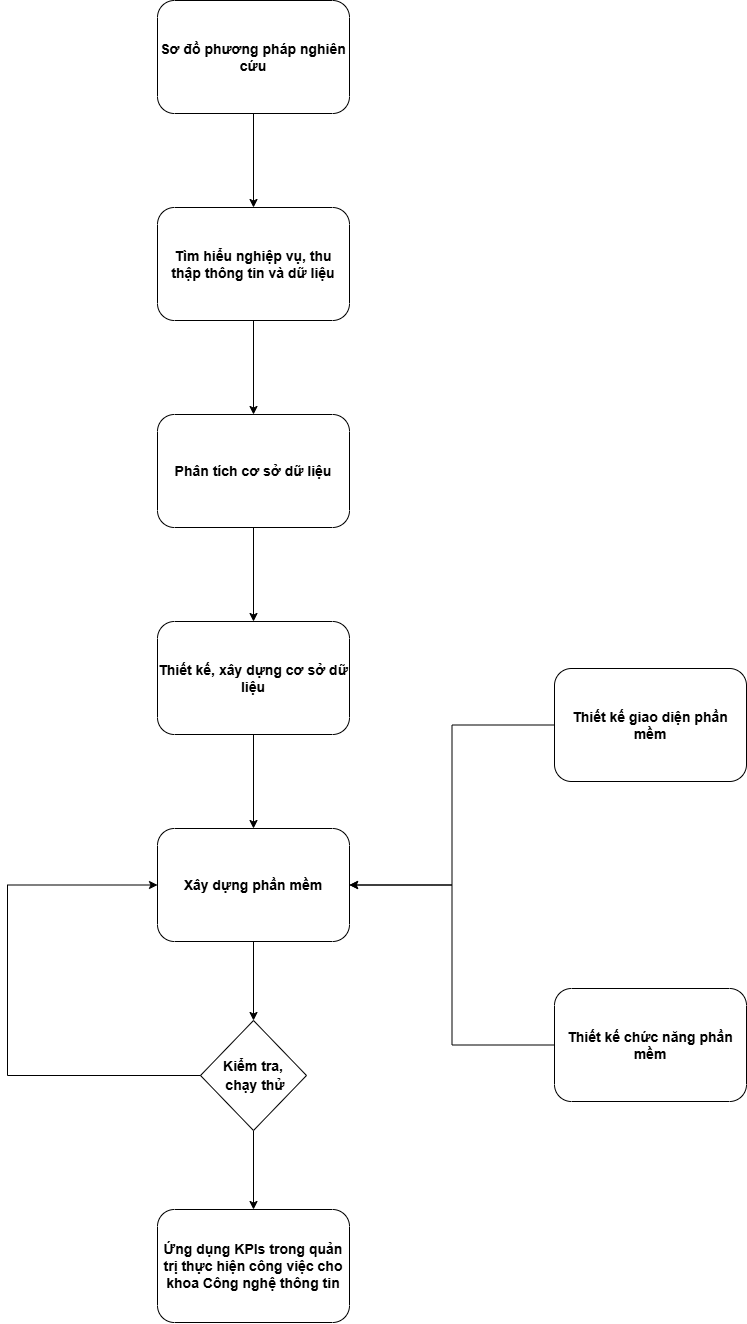 Sơ đồ phương pháp nghiên
cứu
Tìm hiểu nghiệp vụ, thu
thập thông tin và dữ liệu
Phân tích cơ sở dữ liệu
Thiết kế, xây dựng cơ sở dữ
liệu
Thiết kế giao diện phần
mềm
Xây dựng phần mềm
Thiết kế chức năng phần
mềm
Kiểm tra,
chạy thử
Ứng dụng KPIs trong quản
trị thực hiện công việc cho
khoa Công nghệ thông tin